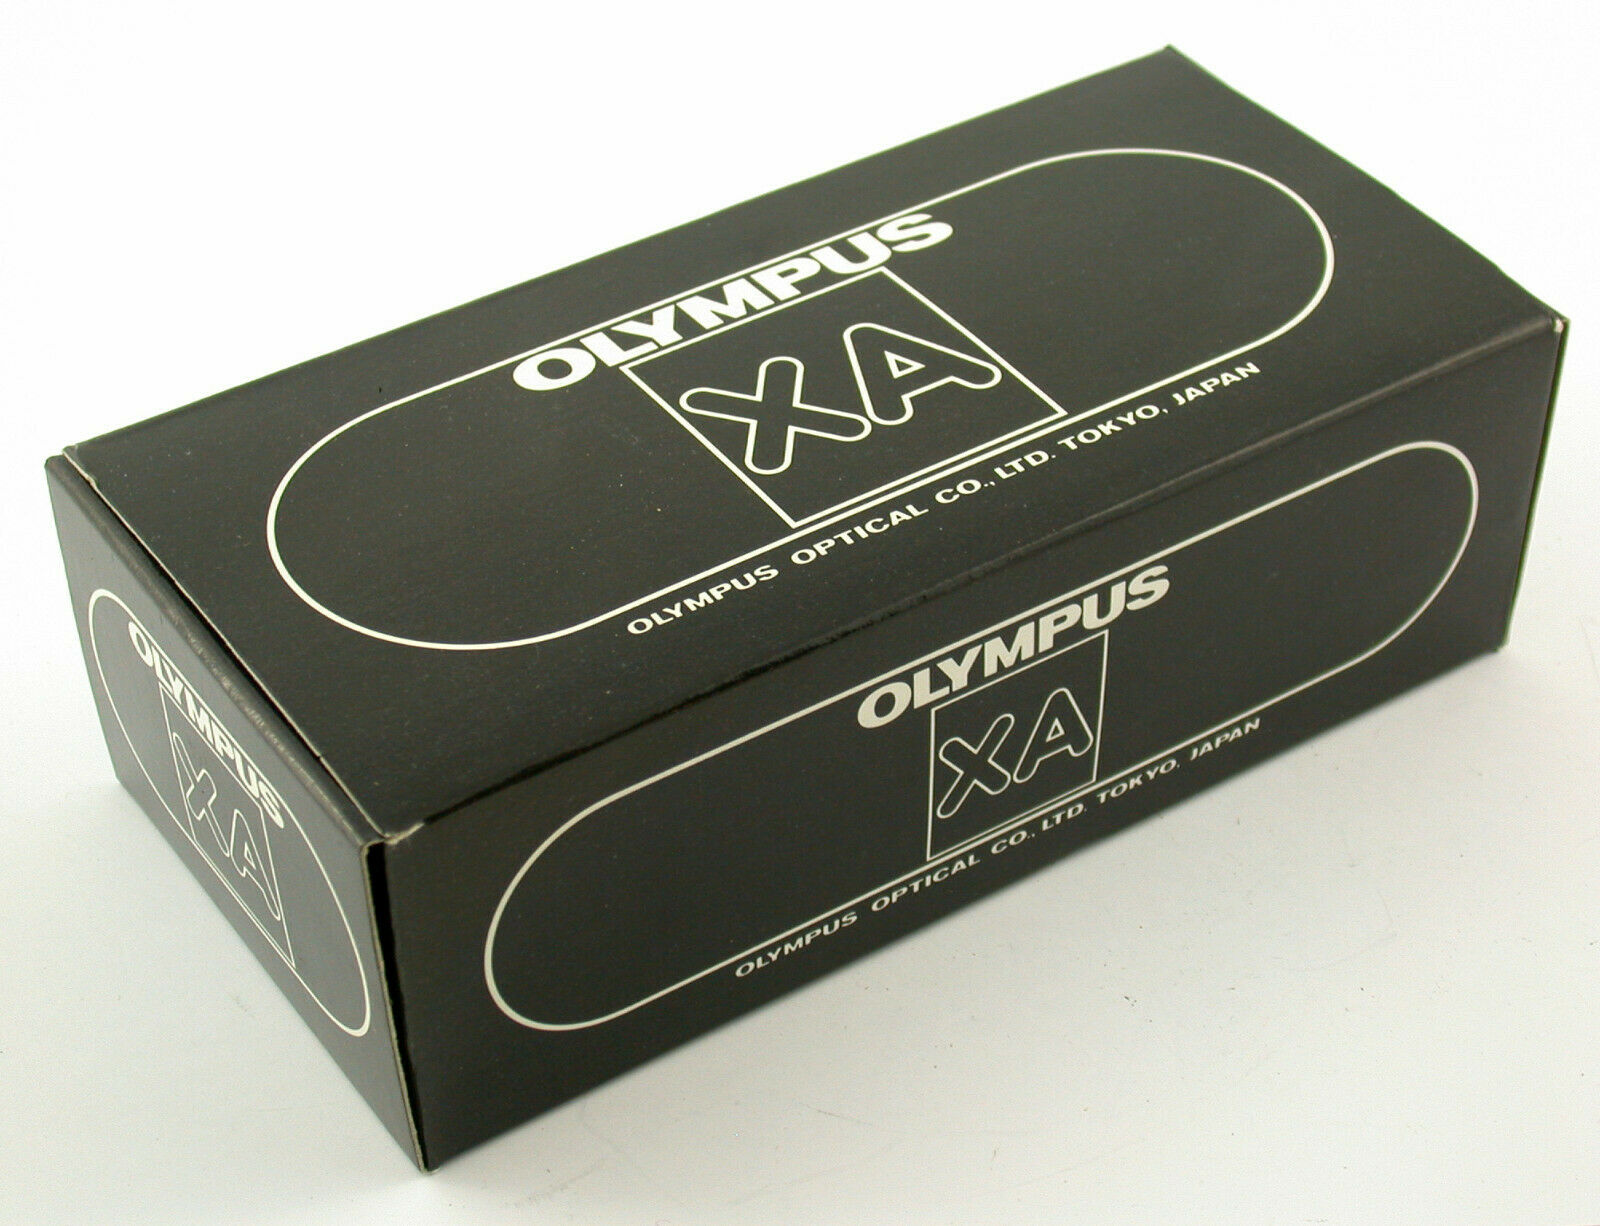 OLYMPUS
XA
OLYMPUS OPTICAL CO., LTD. TOKYO, JAPAN
OLYMPUS
XA
OLYMPUS OPTICAL CO., LTD. TOKYO, JAPAN
OLYMPUS
XA